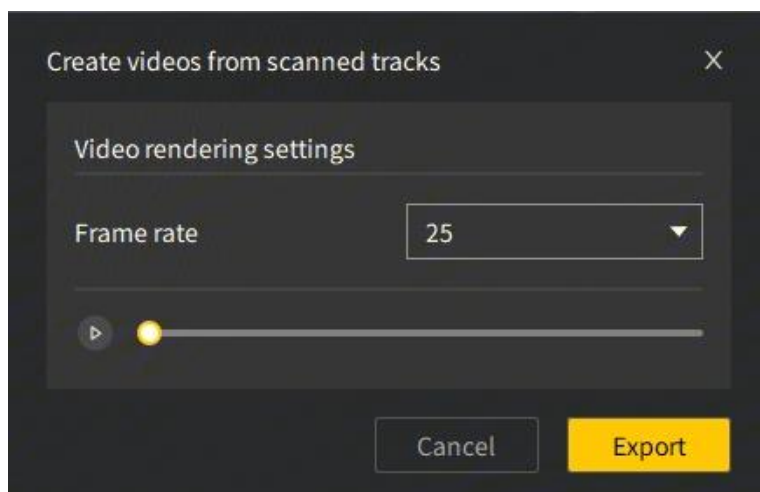 Create videos from scanned tracks X
Video rendering settings
Frame rate 25
Cancel Export